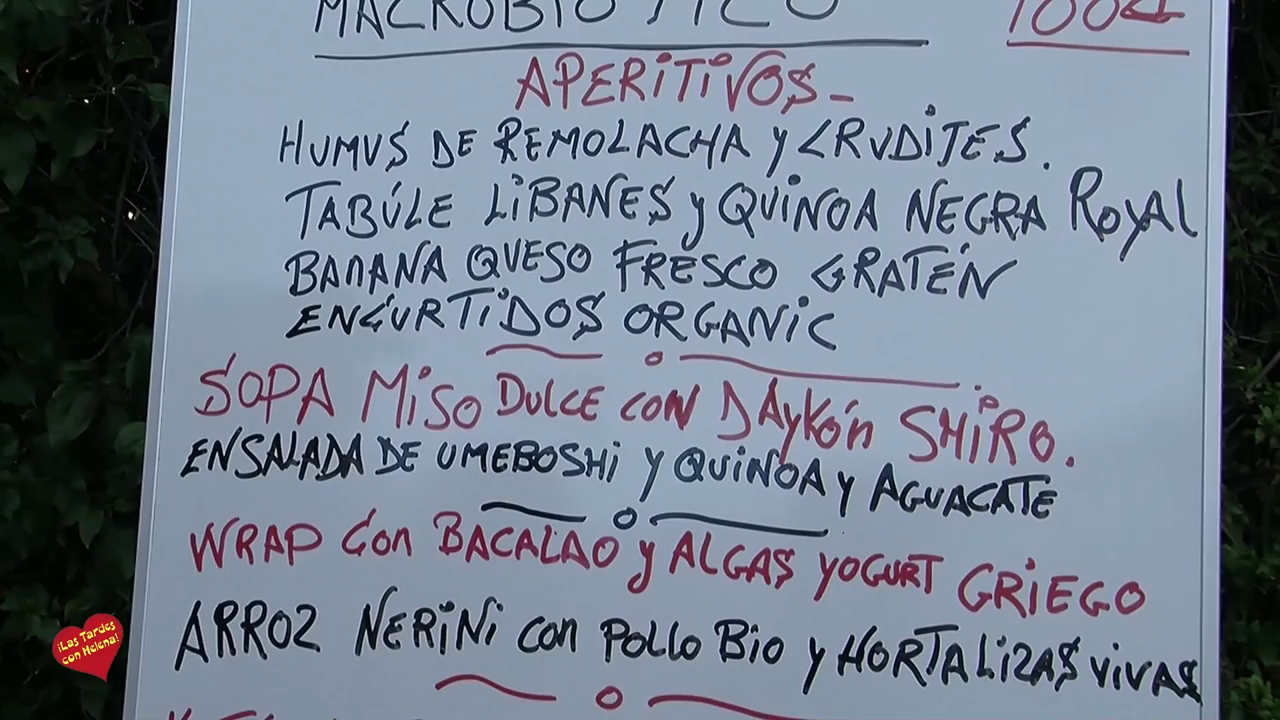 MACROBIOTICO
APERITIVOS-
HUMUS DE REMOLACHA Y CRUDITES.
TABÚLE LIBANES Y QUINOA NEGRA ROYAL
BANANA QUESO FRESCO GRATÉN
ENCURTIDOS ORGANIC
SOPA MISO DULCE CON DAYKÓN SHIRO.
ENSALADA DE UMEBOSHI Y QUINOA Y AGUACATE
WRAP CON BACALAO Y ALGAS YOGURT GRIEGO
ARROZ NERINI CON POLLO BIO Y HORTALIZAS VIVAS
¡Las Tardes
con Helena!